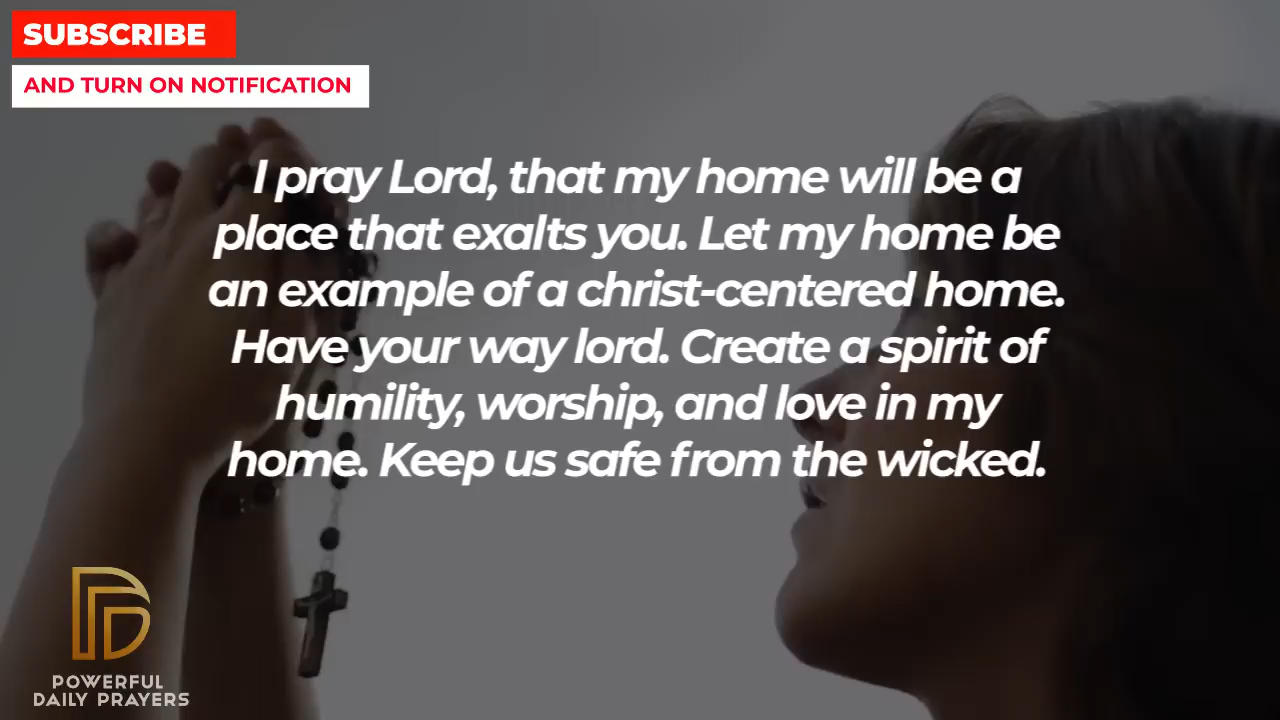 SUBSCRIBE
AND TURN ON NOTIFICATION
I pray Lord, that my home will be a
place that exalts you. Let my home be
an example of a christ-centered home.
Have your way lord. Create a spirit of
humility, worship, and love in my
home. Keep us safe from the wicked.
POWERFUL
DAILY PRAYERS